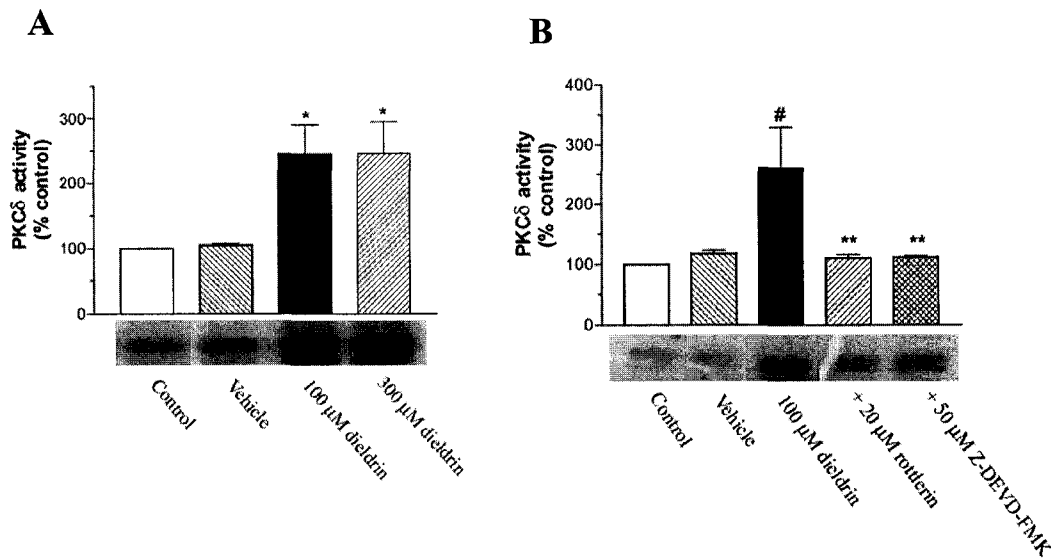 A
PKCδ activity
(% control)
300
200
100
0
*
*
Control
Vehicle
100 µM dieldrin
300 µM dieldrin
B
PKCδ activity
(% control)
400
300
200
100
0
#
**
**
Control
Vehicle
100 µM dieldrin
+ 20 µM rottlerin
+ 50 µM Z-DEVD-FMK